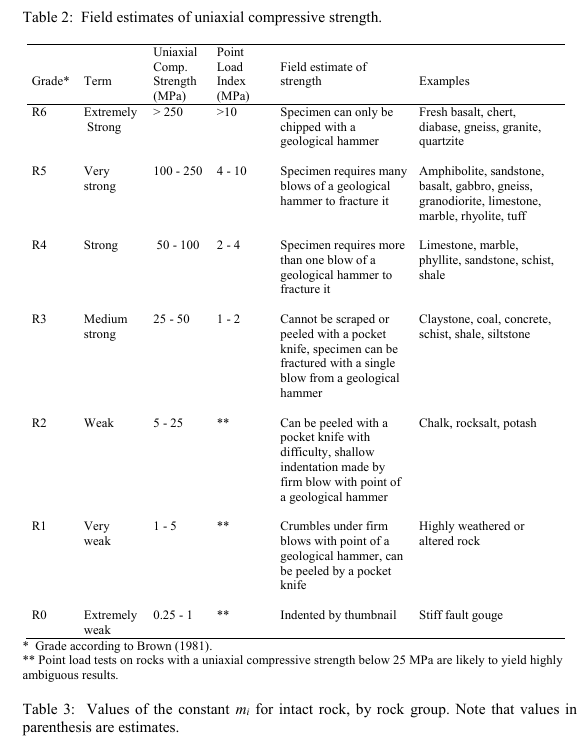 Table 2: Field estimates of uniaxial compressive strength.
Grade* Term Uniaxial Comp. Strength (MPa) Point Load Index (MPa) Field estimate of strength Examples
R6 Extremely Strong > 250 >10 Specimen can only be chipped with a geological hammer Fresh basalt, chert, diabase, gneiss, granite, quartzite
R5 Very strong 100 - 250 4 - 10 Specimen requires many blows of a geological hammer to fracture it Amphibolite, sandstone, basalt, gabbro, gneiss, granodiorite, limestone, marble, rhyolite, tuff
R4 Strong 50 - 100 2 - 4 Specimen requires more than one blow of a geological hammer to fracture it Limestone, marble, phyllite, sandstone, schist, shale
R3 Medium strong 25 - 50 1 - 2 Cannot be scraped or peeled with a pocket knife, specimen can be fractured with a single blow from a geological hammer Claystone, coal, concrete, schist, shale, siltstone
R2 Weak 5 - 25 ** Can be peeled with a pocket knife with difficulty, shallow indentation made by firm blow with point of a geological hammer Chalk, rocksalt, potash
R1 Very weak 1 - 5 ** Crumbles under firm blows with point of a geological hammer, can be peeled by a pocket knife Highly weathered or altered rock
R0 Extremely weak 0.25 - 1 ** Indented by thumbnail Stiff fault gouge
* Grade according to Brown (1981).
** Point load tests on rocks with a uniaxial compressive strength below 25 MPa are likely to yield highly
ambiguous results.
Table 3: Values of the constant mi for intact rock, by rock group. Note that values in
parenthesis are estimates.